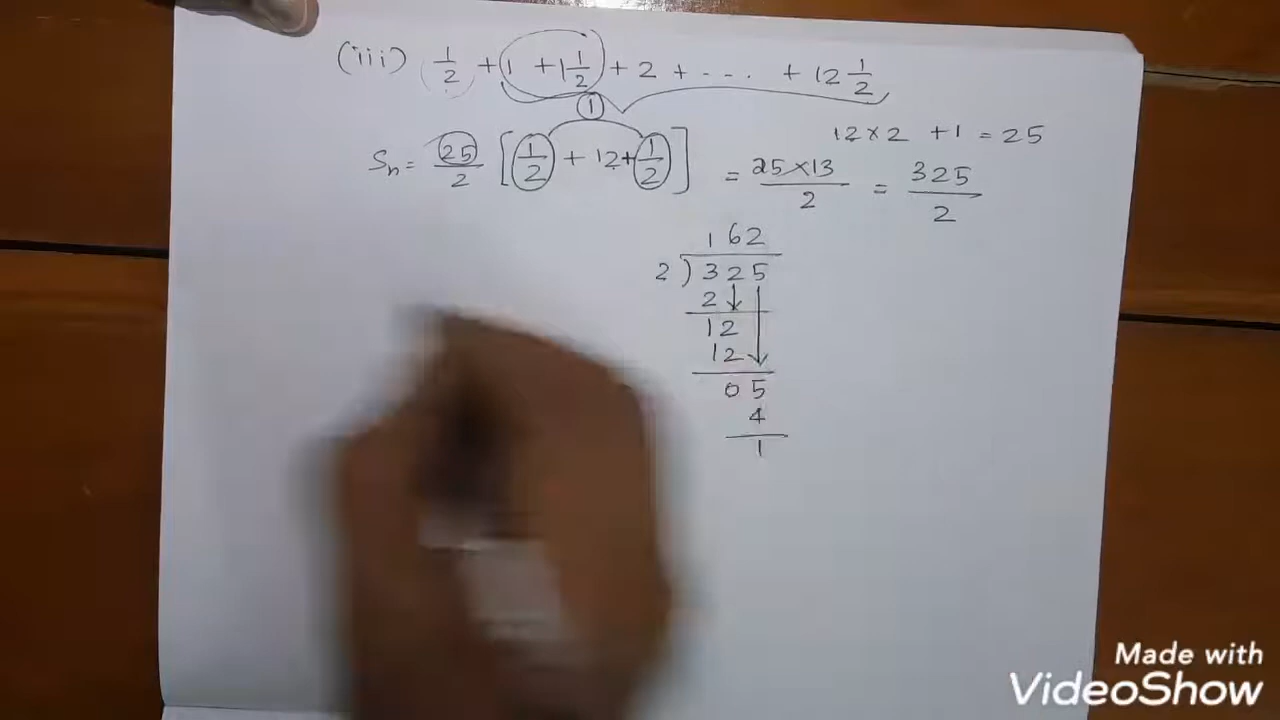 (iii) 1/2 + 1 + 1 1/2 + 2 + .... + 12 1/2
1
12 × 2 + 1 = 25
Sn = 25/2 [1/2 + 12 + 1/2] = 25×13/2 = 325/2
162
2 ) 325
2
12
12
05
4
1
Made with
VideoShow